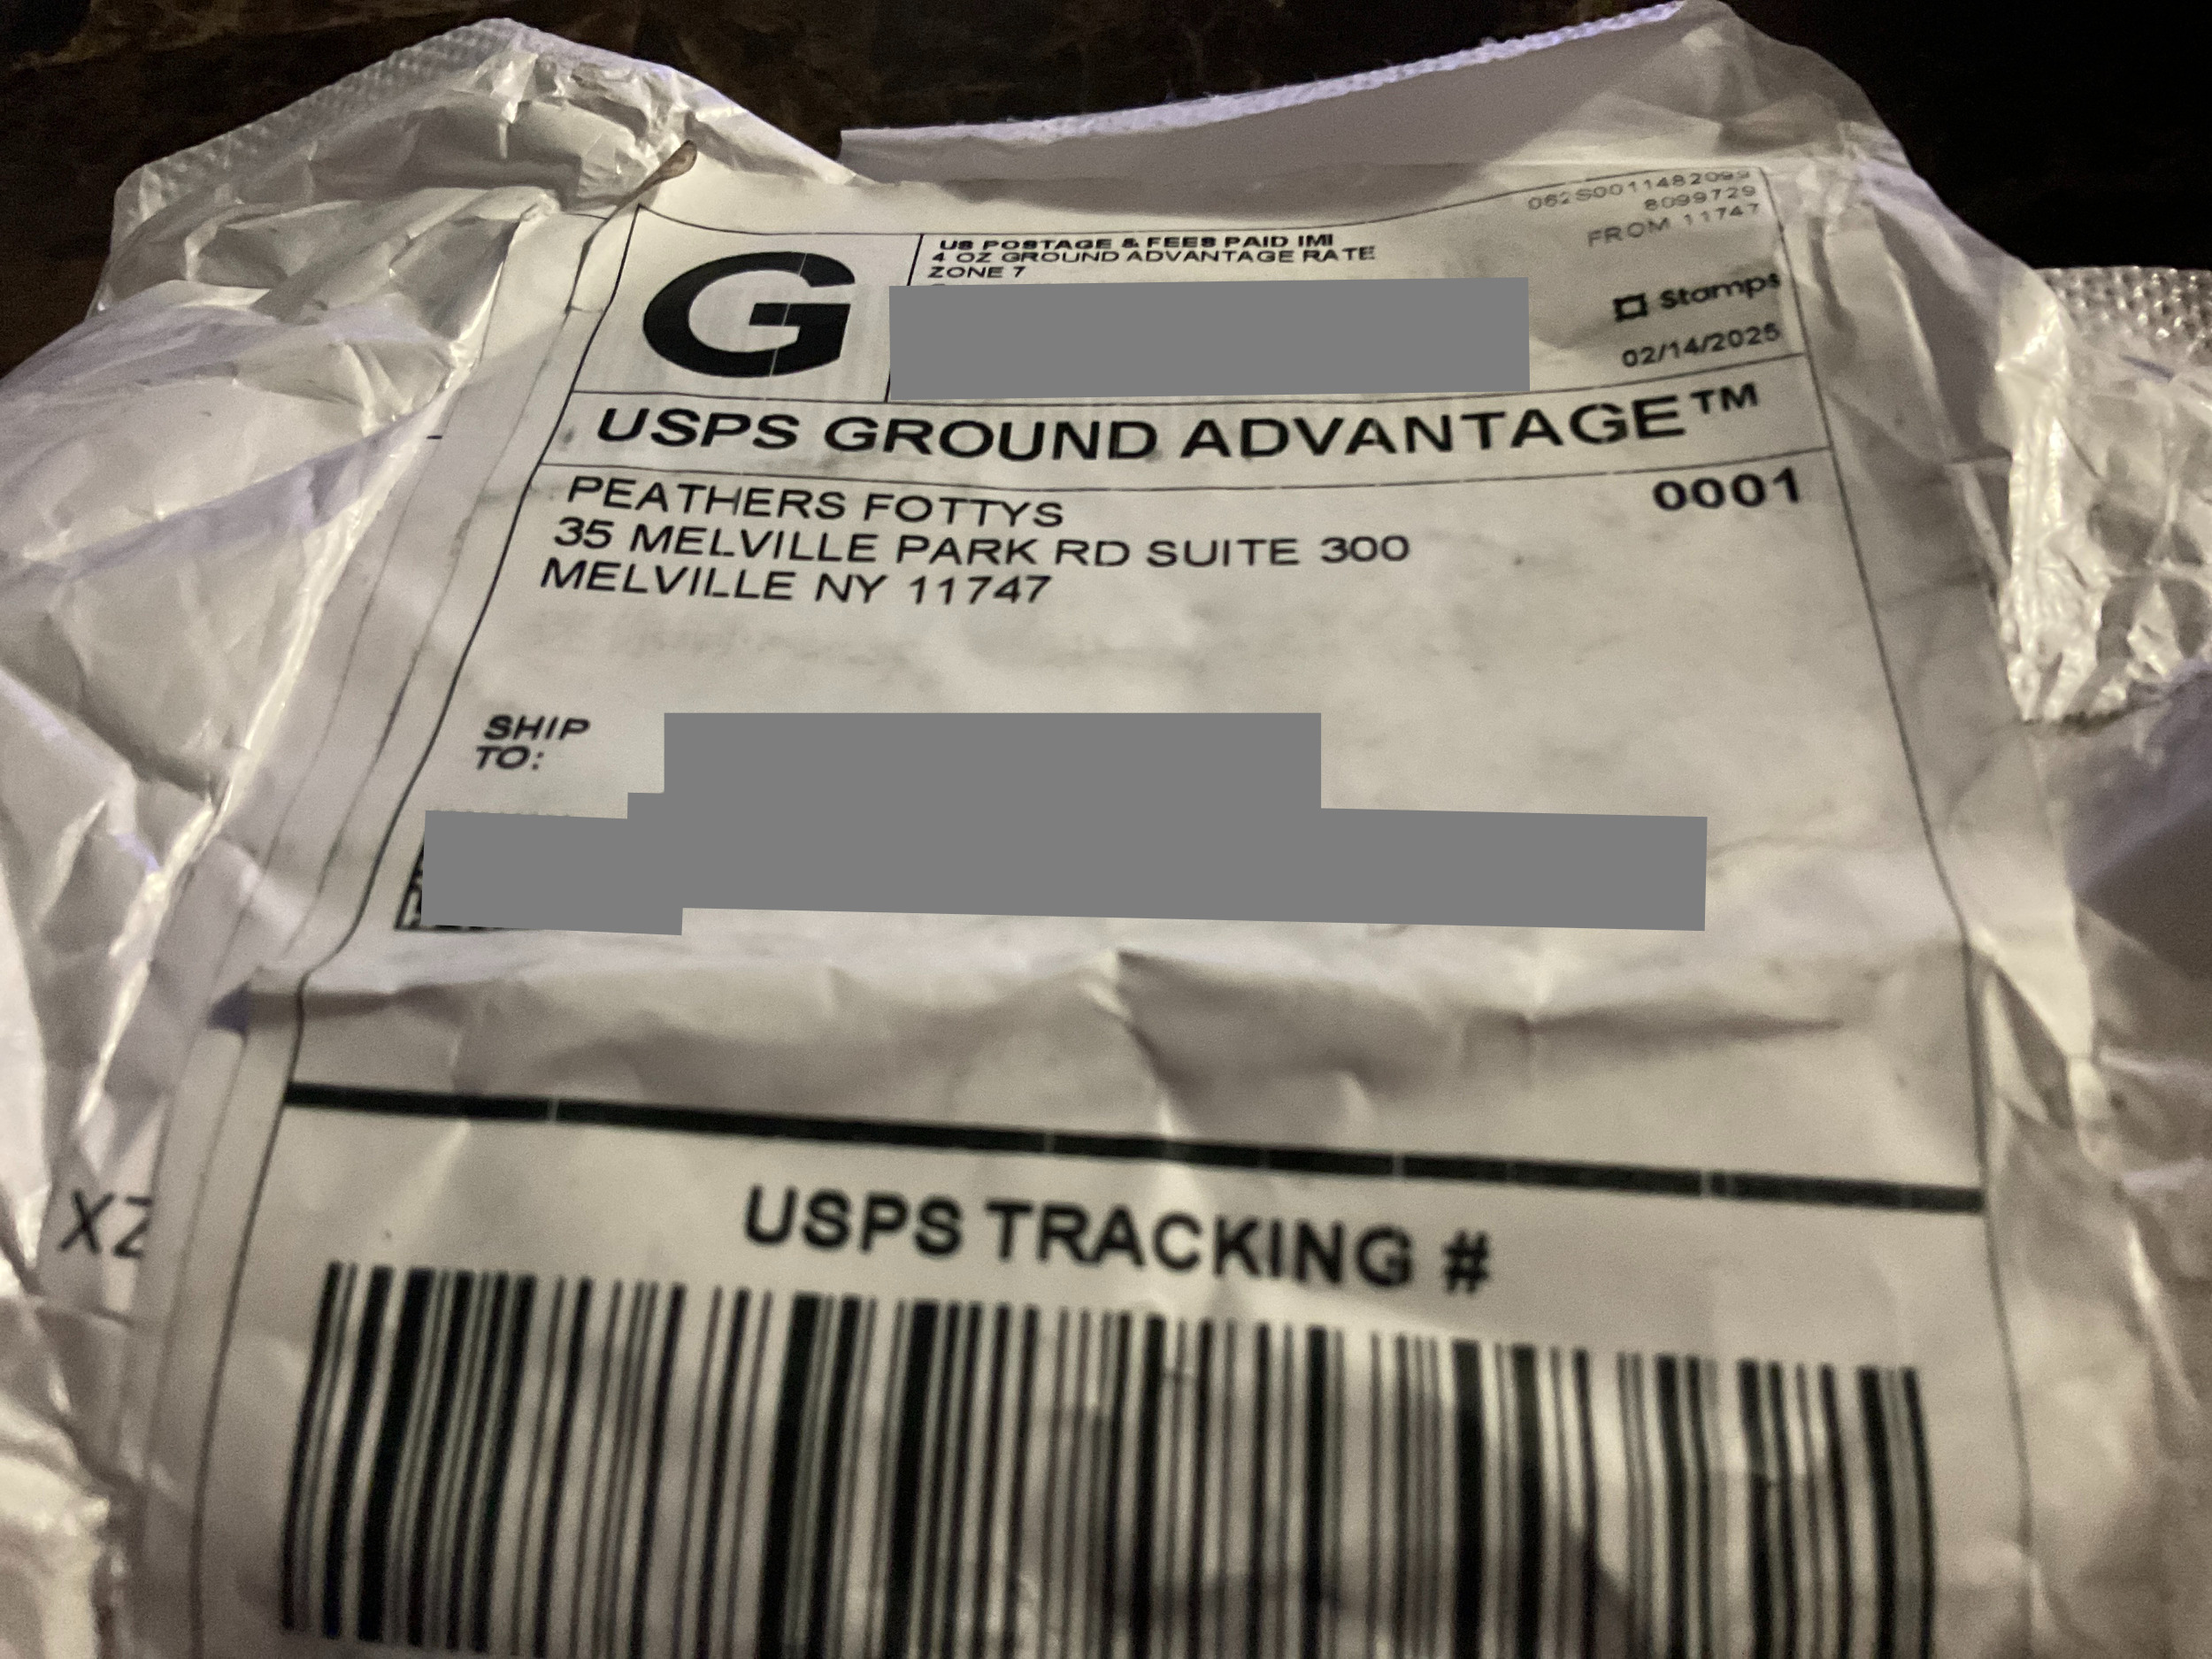 062S0011482099
8099729
FROM 11747
US POSTAGE & FEES PAID IMI
4 OZ GROUND ADVANTAGE RATE
ZONE 7
Stamps
02/14/2025
G
USPS GROUND ADVANTAGE™
PEATHERS FOTTYS
0001
35 MELVILLE PARK RD SUITE 300
MELVILLE NY 11747
SHIP
TO:
XZ
USPS TRACKING #